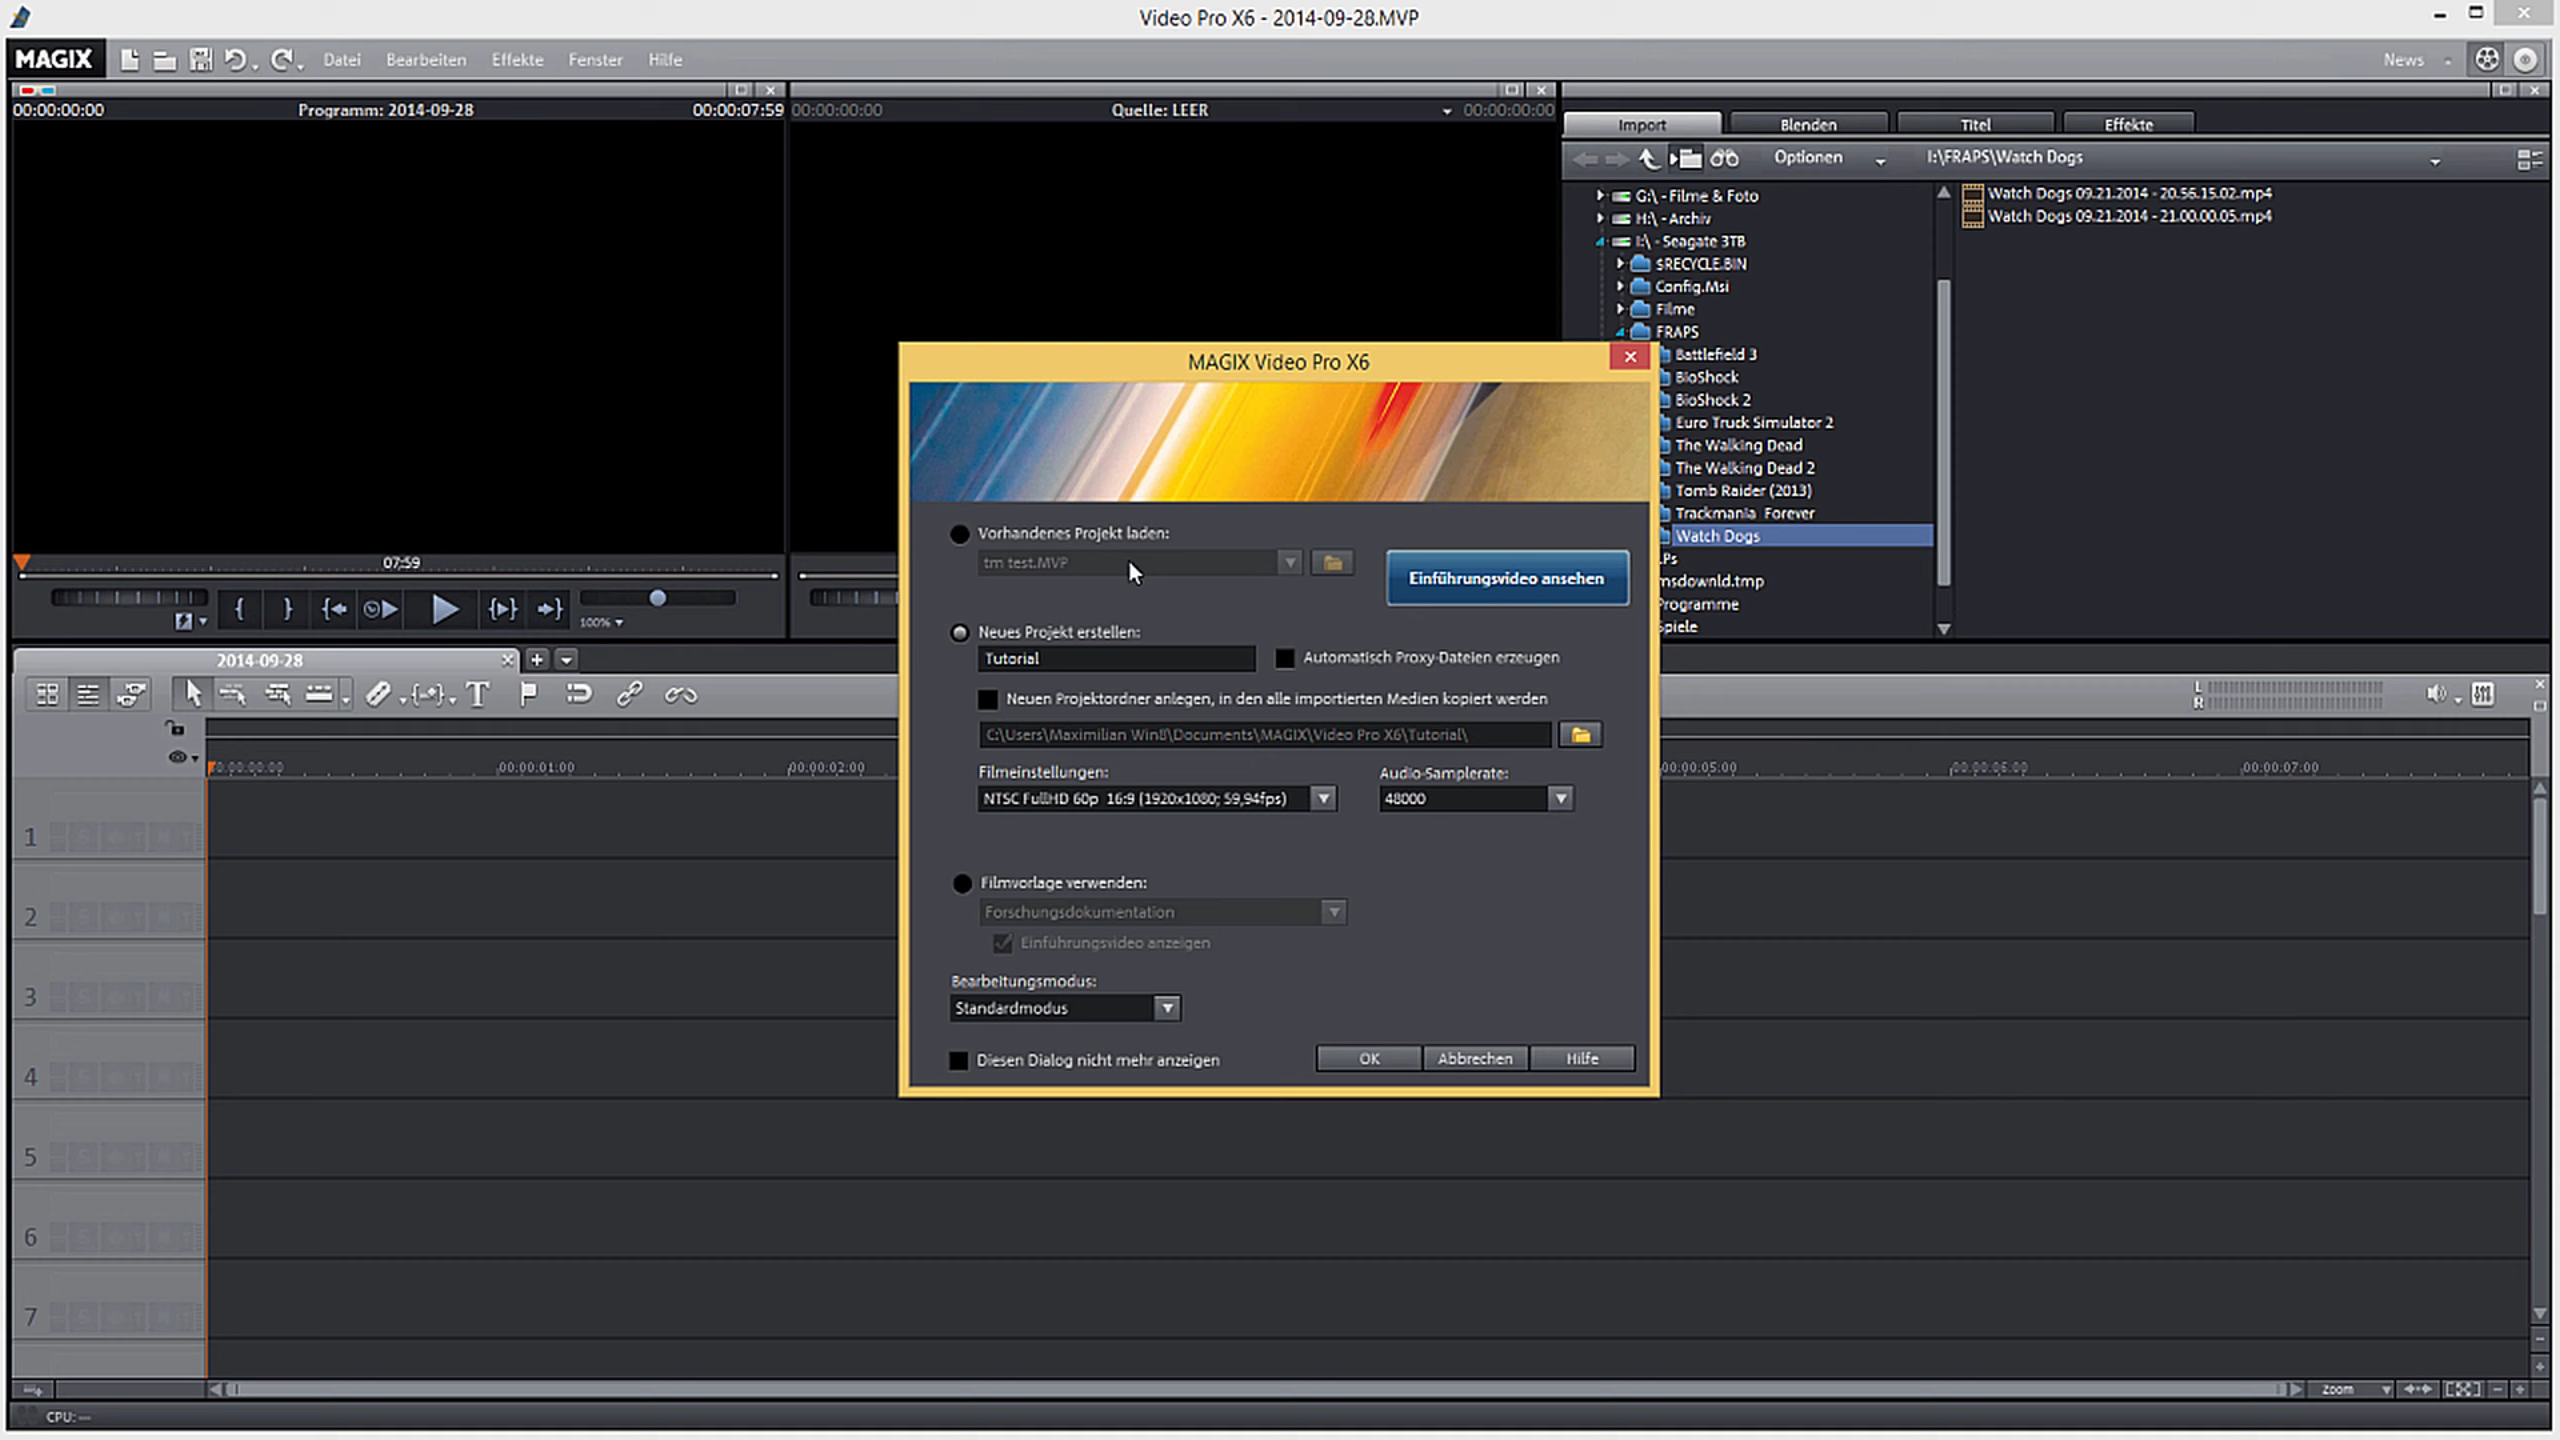 Video Pro X6 - 2014-09-28.MVP
MAGIX Datei Bearbeiten Effekte Fenster Hilfe News
00:00:00:00 Programm: 2014-09-28 00:00:07:59 00:00:00:00 Quelle: LEER 00:00:00:00
Import Blenden Titel Effekte
Optionen I:\FRAPS\Watch Dogs
G:\ - Filme & Foto
H:\ - Archiv
I:\ - Seagate 3TB
$RECYCLE.BIN
Config.Msi
Filme
FRAPS
Battlefield 3
BioShock
BioShock 2
Euro Truck Simulator 2
The Walking Dead
The Walking Dead 2
Tomb Raider (2013)
Trackmania Forever
Watch Dogs
Ps
msdownld.tmp
Programme
Spiele
Watch Dogs 09.21.2014 - 20.56.15.02.mp4
Watch Dogs 09.21.2014 - 21.00.00.05.mp4
07:59
100%
MAGIX Video Pro X6
Vorhandenes Projekt laden:
tm test.MVP
Einführungsvideo ansehen
Neues Projekt erstellen:
Tutorial
Automatisch Proxy-Dateien erzeugen
Neuen Projektordner anlegen, in den alle importierten Medien kopiert werden
C:\Users\Maximilian Win8\Documents\MAGIX\Video Pro X6\Tutorial\
Filmeinstellungen: Audio-Samplerate:
NTSC FullHD 60p 16:9 (1920x1080; 59,94fps) 48000
Filmvorlage verwenden:
Forschungsdokumentation
Einführungsvideo anzeigen
Bearbeitungsmodus:
Standardmodus
Diesen Dialog nicht mehr anzeigen
OK Abbrechen Hilfe
2014-09-28
T
L
R
00:00:00:00 00:00:01:00 00:00:02:00 00:00:05:00 00:00:06:00 00:00:07:00
1
2
3
4
5
6
7
Zoom
CPU: —